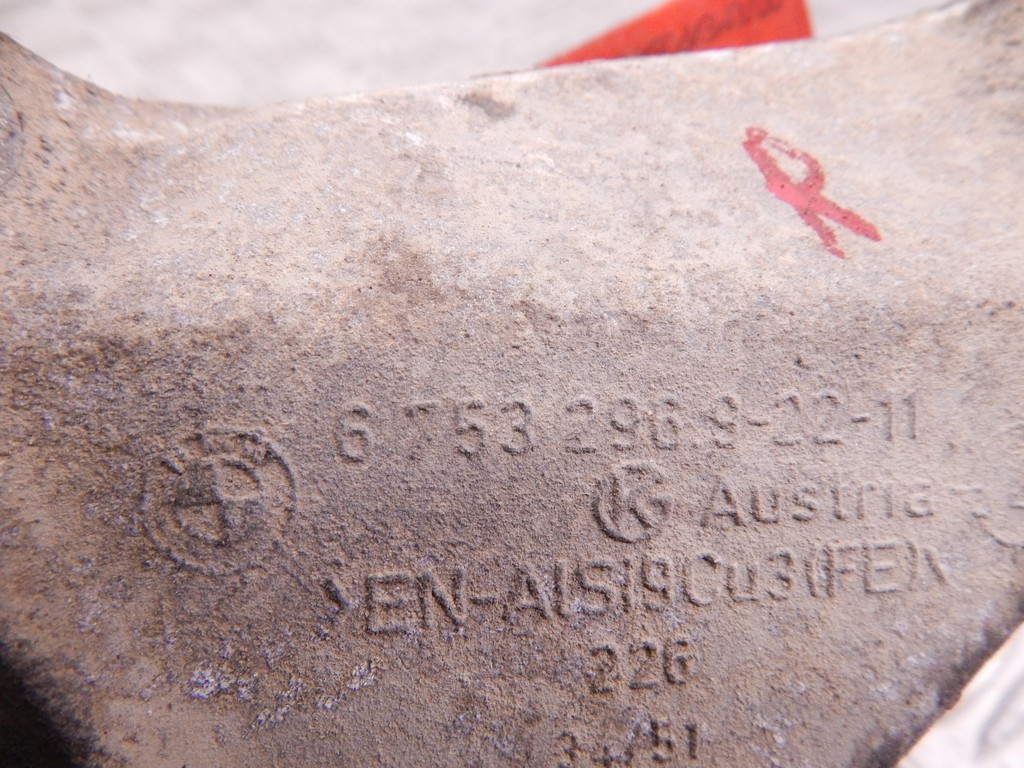 R
6 753 296.9-22-11
Austria
>EN-AlSi9Cu3(FE)<
226